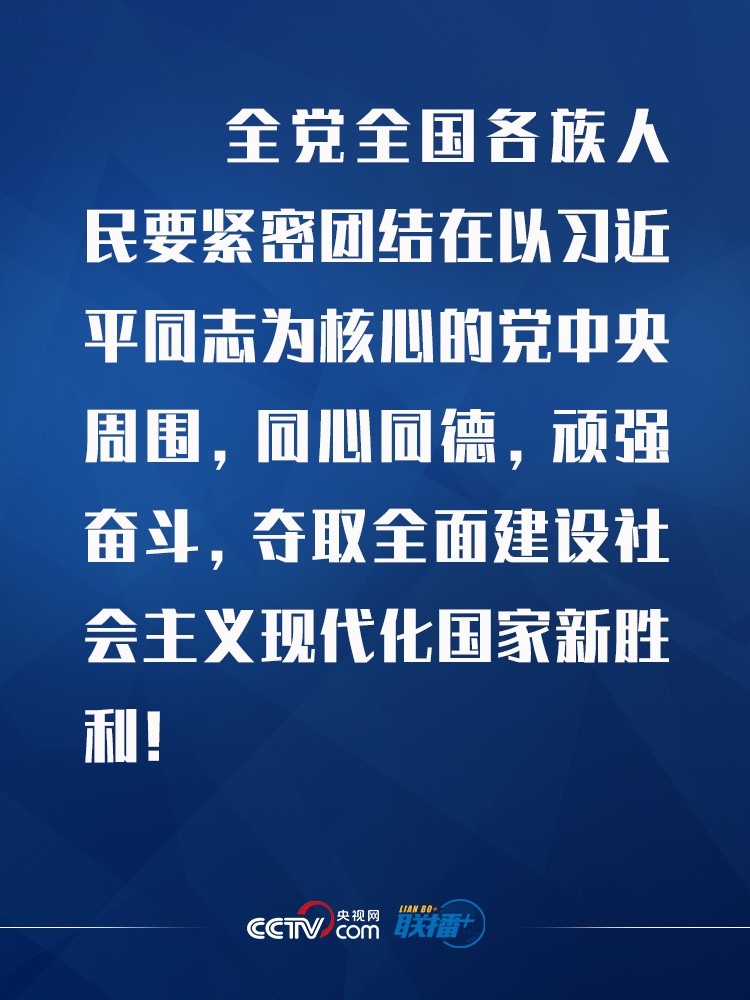 全党全国各族人
民要紧密团结在以习近
平同志为核心的党中央
周围，同心同德，顽强
奋斗，夺取全面建设社
会主义现代化国家新胜
利！
CCTV.com 央视网
LIAN BO+
联播+